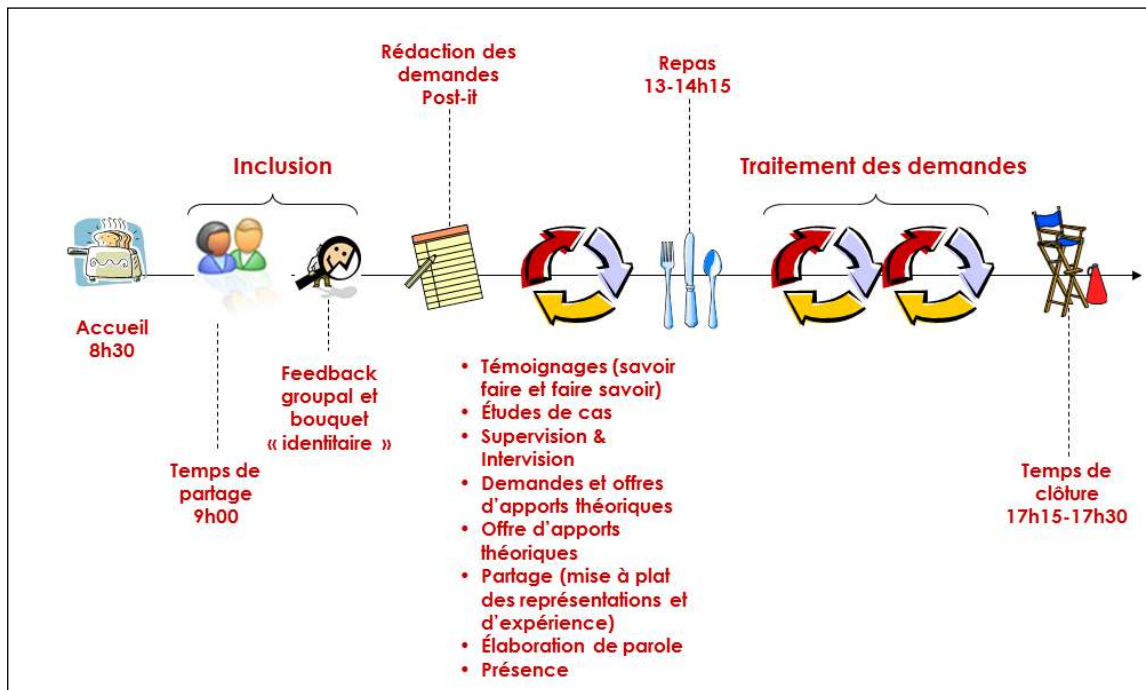 Rédaction des
demandes
Post-it
Repas
13-14h15
Inclusion
Traitement des demandes
Accueil
8h30
Feedback
groupal et
bouquet
« identitaire »
Temps de
partage
9h00
• Témoignages (savoir
faire et faire savoir)
• Études de cas
• Supervision &
Intervision
• Demandes et offres
d’apports théoriques
• Offre d’apports
théoriques
• Partage (mise à plat
des représentations et
d’expérience)
• Élaboration de parole
• Présence
Temps de
clôture
17h15-17h30